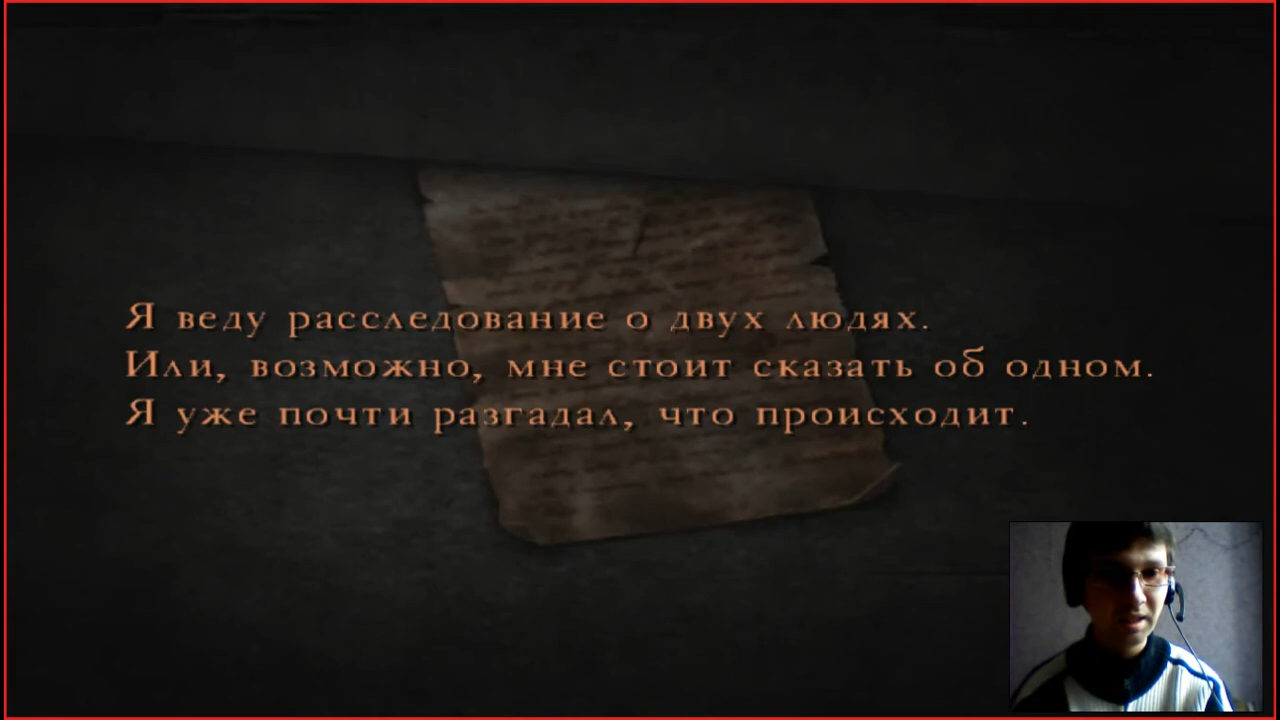 Я веду расследование о двух людях.
Или, возможно, мне стоит сказать об одном.
Я уже почти разгадал, что происходит.